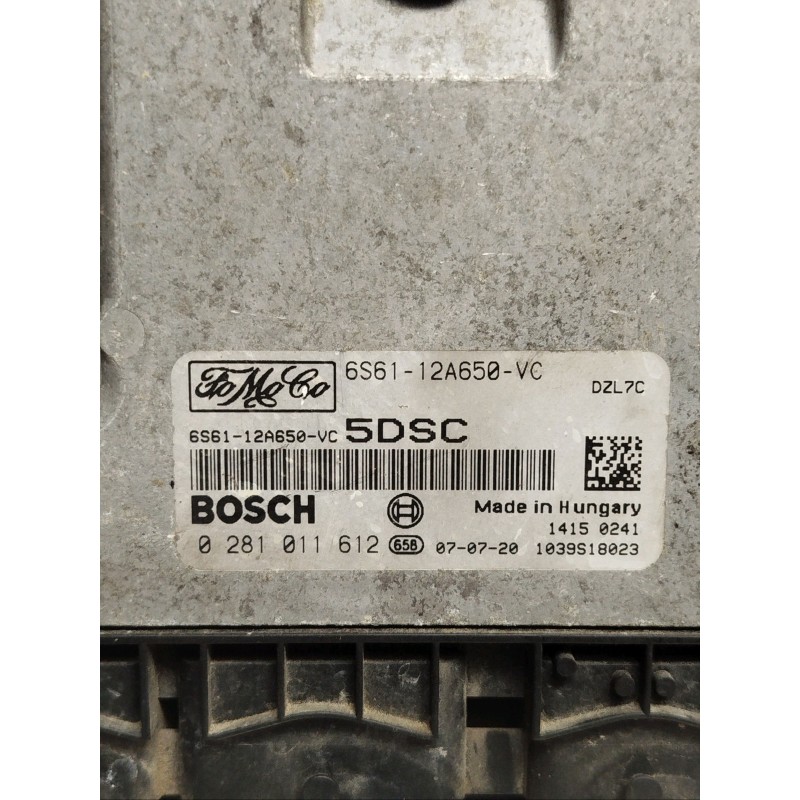 FoMoCo
6S61-12A650-VC
DZL7C
6S61-12A650-VC 5DSC
BOSCH
Made in Hungary
1415 0241
0 281 011 612 658 07-07-20 1039S18023